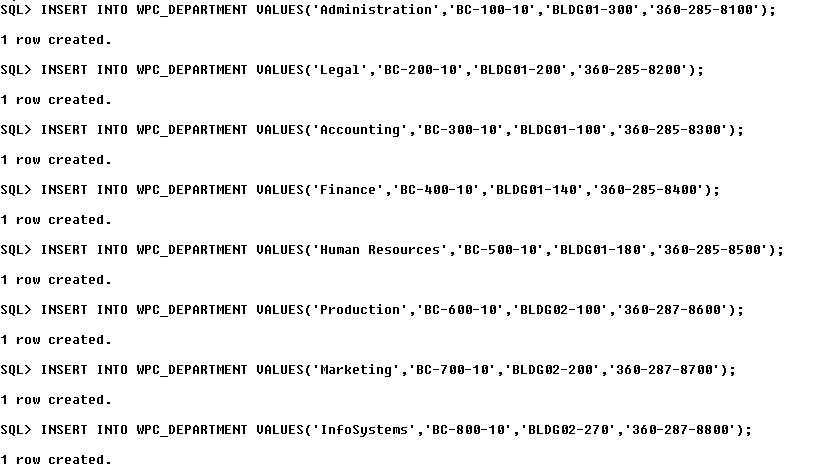 SQL> INSERT INTO WPC_DEPARTMENT VALUES('Administration','BC-100-10','BLDG01-300','360-285-8100');
1 row created.
SQL> INSERT INTO WPC_DEPARTMENT VALUES('Legal','BC-200-10','BLDG01-200','360-285-8200');
1 row created.
SQL> INSERT INTO WPC_DEPARTMENT VALUES('Accounting','BC-300-10','BLDG01-100','360-285-8300');
1 row created.
SQL> INSERT INTO WPC_DEPARTMENT VALUES('Finance','BC-400-10','BLDG01-140','360-285-8400');
1 row created.
SQL> INSERT INTO WPC_DEPARTMENT VALUES('Human Resources','BC-500-10','BLDG01-180','360-285-8500');
1 row created.
SQL> INSERT INTO WPC_DEPARTMENT VALUES('Production','BC-600-10','BLDG02-100','360-287-8600');
1 row created.
SQL> INSERT INTO WPC_DEPARTMENT VALUES('Marketing','BC-700-10','BLDG02-200','360-287-8700');
1 row created.
SQL> INSERT INTO WPC_DEPARTMENT VALUES('InfoSystems','BC-800-10','BLDG02-270','360-287-8800');
1 row created.